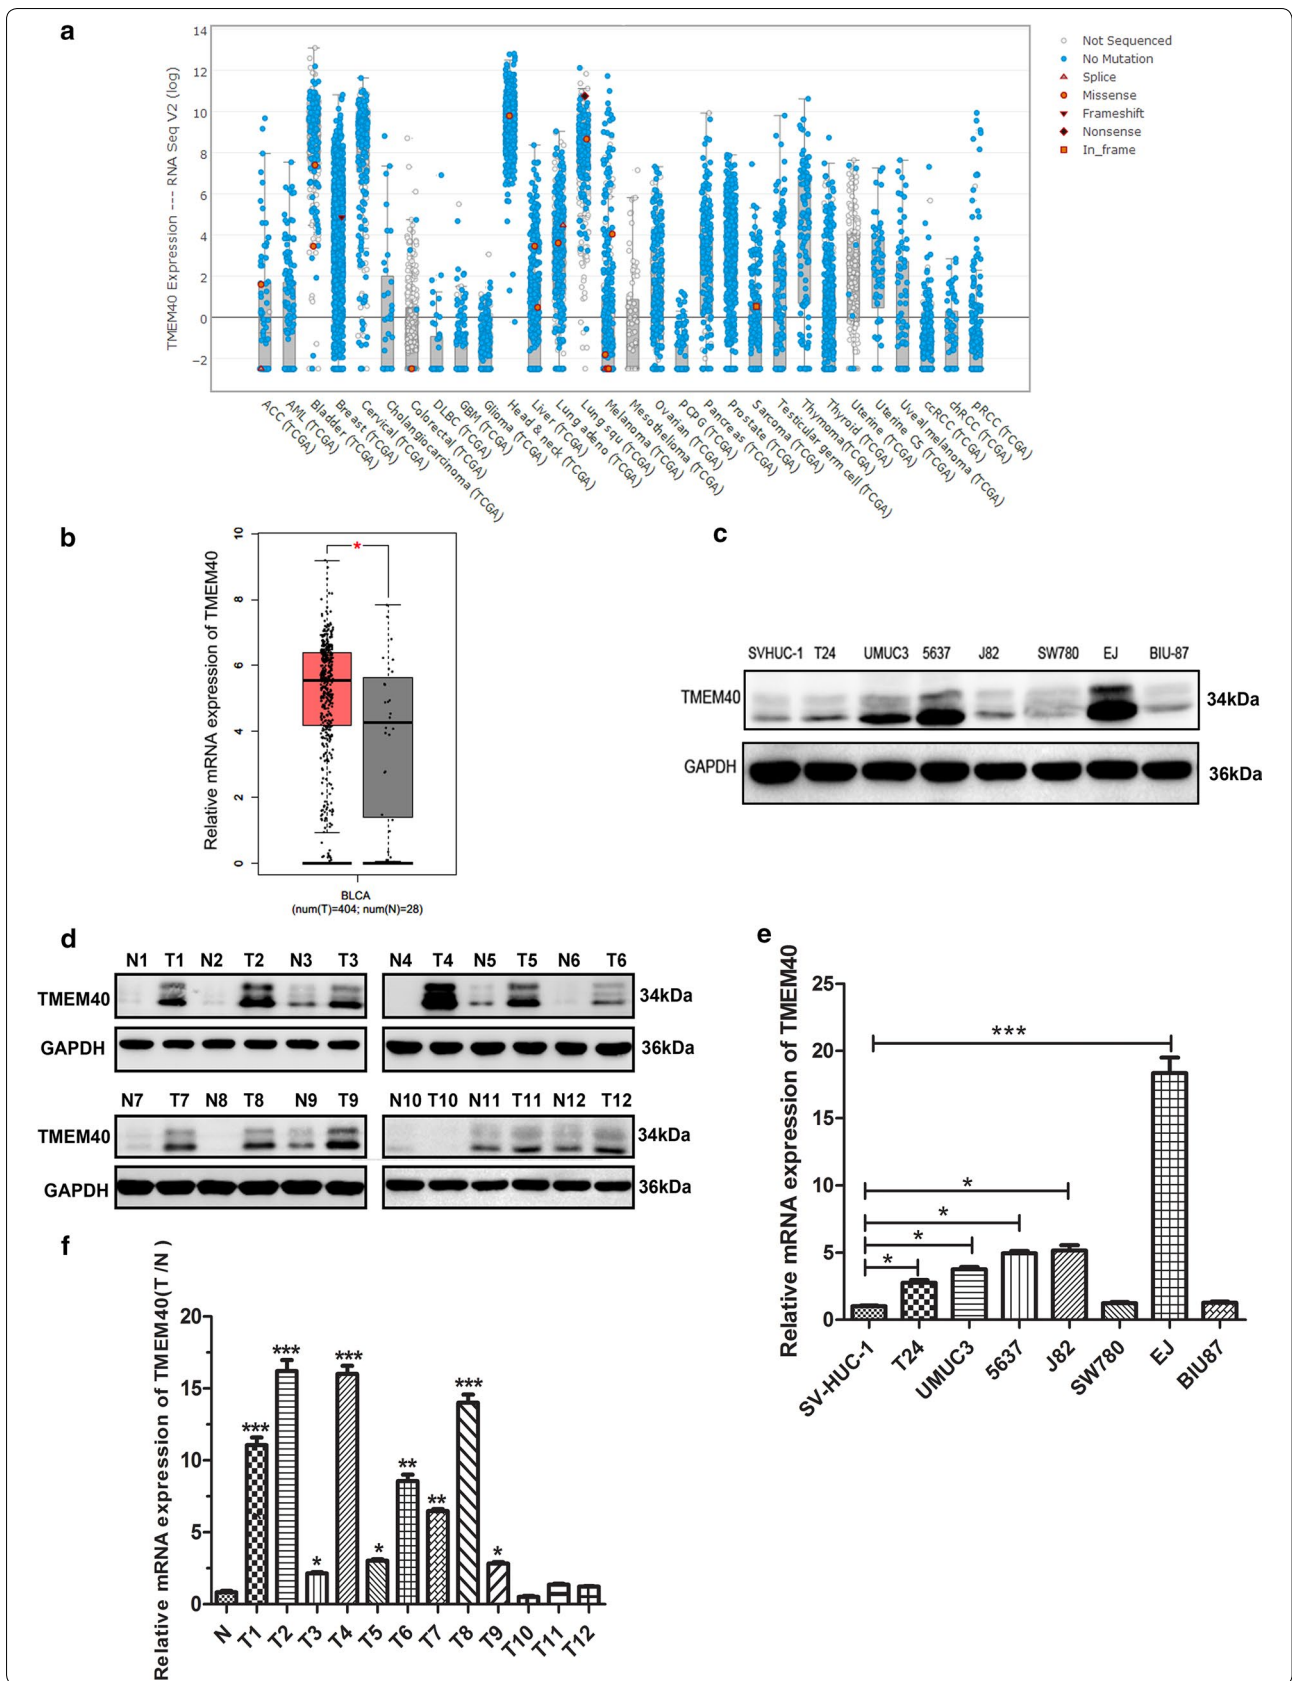 a
TMEM40 Expression --- RNA Seq V2 (log)
14
12
10
8
6
4
2
0
−2
Not Sequenced
No Mutation
Splice
Missense
Frameshift
Nonsense
In_frame
ACC (TCGA)
AML (TCGA)
Bladder (TCGA)
Breast (TCGA)
Cervical (TCGA)
Cholangiocarcinoma (TCGA)
Colorectal (TCGA)
DLBC (TCGA)
GBM (TCGA)
Glioma (TCGA)
Head & neck (TCGA)
Liver (TCGA)
Lung adeno (TCGA)
Lung squ (TCGA)
Melanoma (TCGA)
Mesothelioma (TCGA)
Ovarian (TCGA)
PCPG (TCGA)
Pancreas (TCGA)
Prostate (TCGA)
Sarcoma (TCGA)
Testicular germ cell (TCGA)
Thymoma (TCGA)
Thyroid (TCGA)
Uterine (TCGA)
Uterine CS (TCGA)
Uveal melanoma (TCGA)
ccRCC (TCGA)
chRCC (TCGA)
pRCC (TCGA)
b
Relative mRNA expression of TMEM40
10
8
6
4
2
0
*
BLCA
(num(T)=404; num(N)=28)
c
SVHUC-1 T24 UMUC3 5637 J82 SW780 EJ BIU-87
TMEM40 34kDa
GAPDH 36kDa
d
N1 T1 N2 T2 N3 T3 N4 T4 N5 T5 N6 T6
TMEM40 34kDa
GAPDH 36kDa
N7 T7 N8 T8 N9 T9 N10 T10 N11 T11 N12 T12
TMEM40 34kDa
GAPDH 36kDa
e
Relative mRNA expression of TMEM40
25
20
15
10
5
0
***
*
*
*
*
SV-HUC-1
T24
UMUC3
5637
J82
SW780
EJ
BIU87
f
Relative mRNA expression of TMEM40(T /N )
20
15
10
5
0
*** *** * *** * ** ** *** *
N
T1
T2
T3
T4
T5
T6
T7
T8
T9
T10
T11
T12